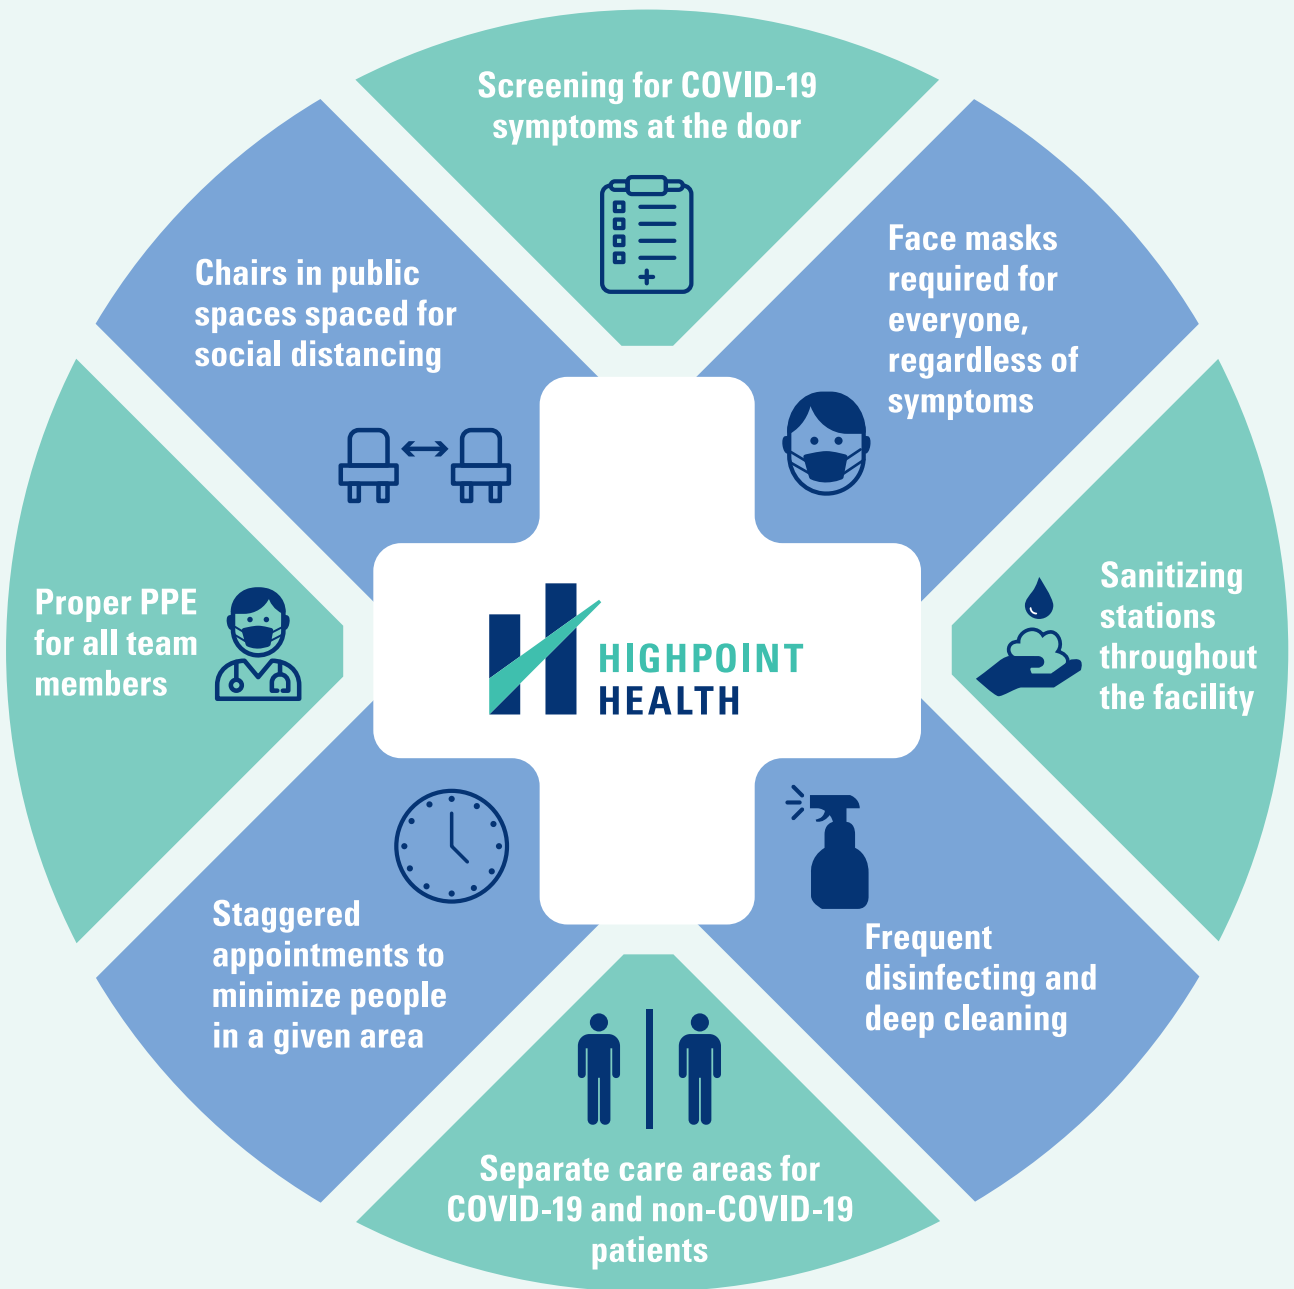 Screening for COVID-19
symptoms at the door
Face masks
required for
everyone,
regardless of
symptoms
Sanitizing
stations
throughout
the facility
Frequent
disinfecting and
deep cleaning
Separate care areas for
COVID-19 and non-COVID-19
patients
Staggered
appointments to
minimize people
in a given area
Proper PPE
for all team
members
Chairs in public
spaces spaced for
social distancing
HIGHPOINT
HEALTH